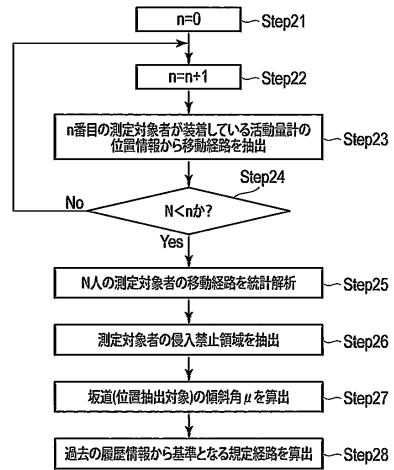 n=0
Step21
n=n+1
Step22
n番目の測定対象者が装着している活動量計の
位置情報から移動経路を抽出
Step23
Step24
N<nか?
No
Yes
N人の測定対象者の移動経路を統計解析
Step25
測定対象者の侵入禁止領域を抽出
Step26
坂道(位置抽出対象)の傾斜角μを算出
Step27
過去の履歴情報から基準となる規定経路を算出
Step28